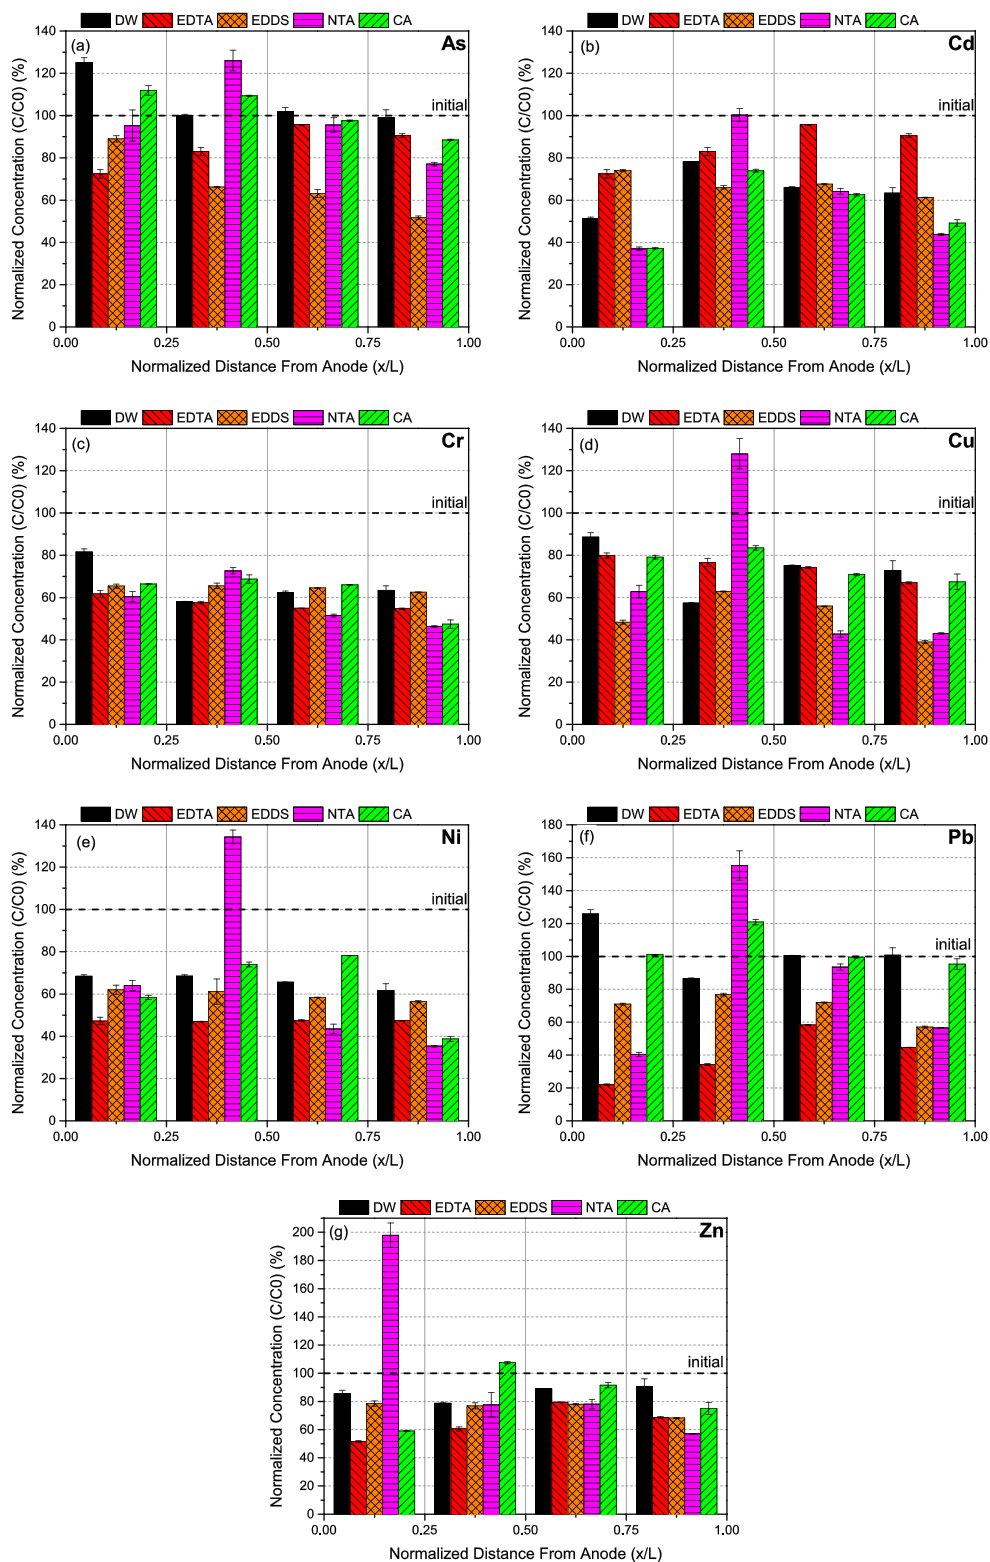 DW EDTA EDDS NTA CA
DW EDTA EDDS NTA CA
(a) As
(b) Cd
Normalized Concentration (C/C0) (%)
140
120
100
80
60
40
20
0
initial
0.00 0.25 0.50 0.75 1.00
Normalized Distance From Anode (x/L)
Normalized Concentration (C/C0) (%)
140
120
100
80
60
40
20
0
initial
0.00 0.25 0.50 0.75 1.00
Normalized Distance From Anode (x/L)
DW EDTA EDDS NTA CA
(c) Cr
Normalized Concentration (C/C0) (%)
140
120
100
80
60
40
20
0
initial
0.00 0.25 0.50 0.75 1.00
Normalized Distance From Anode (x/L)
DW EDTA EDDS NTA CA
(d) Cu
Normalized Concentration (C/C0) (%)
140
120
100
80
60
40
20
0
initial
0.00 0.25 0.50 0.75 1.00
Normalized Distance From Anode (x/L)
DW EDTA EDDS NTA CA
(e) Ni
Normalized Concentration (C/C0) (%)
140
120
100
80
60
40
20
0
initial
0.00 0.25 0.50 0.75 1.00
Normalized Distance From Anode (x/L)
DW EDTA EDDS NTA CA
(f) Pb
Normalized Concentration (C/C0) (%)
180
160
140
120
100
80
60
40
20
0
initial
0.00 0.25 0.50 0.75 1.00
Normalized Distance From Anode (x/L)
DW EDTA EDDS NTA CA
(g) Zn
Normalized Concentration (C/C0) (%)
200
180
160
140
120
100
80
60
40
20
0
initial
0.00 0.25 0.50 0.75 1.00
Normalized Distance From Anode (x/L)